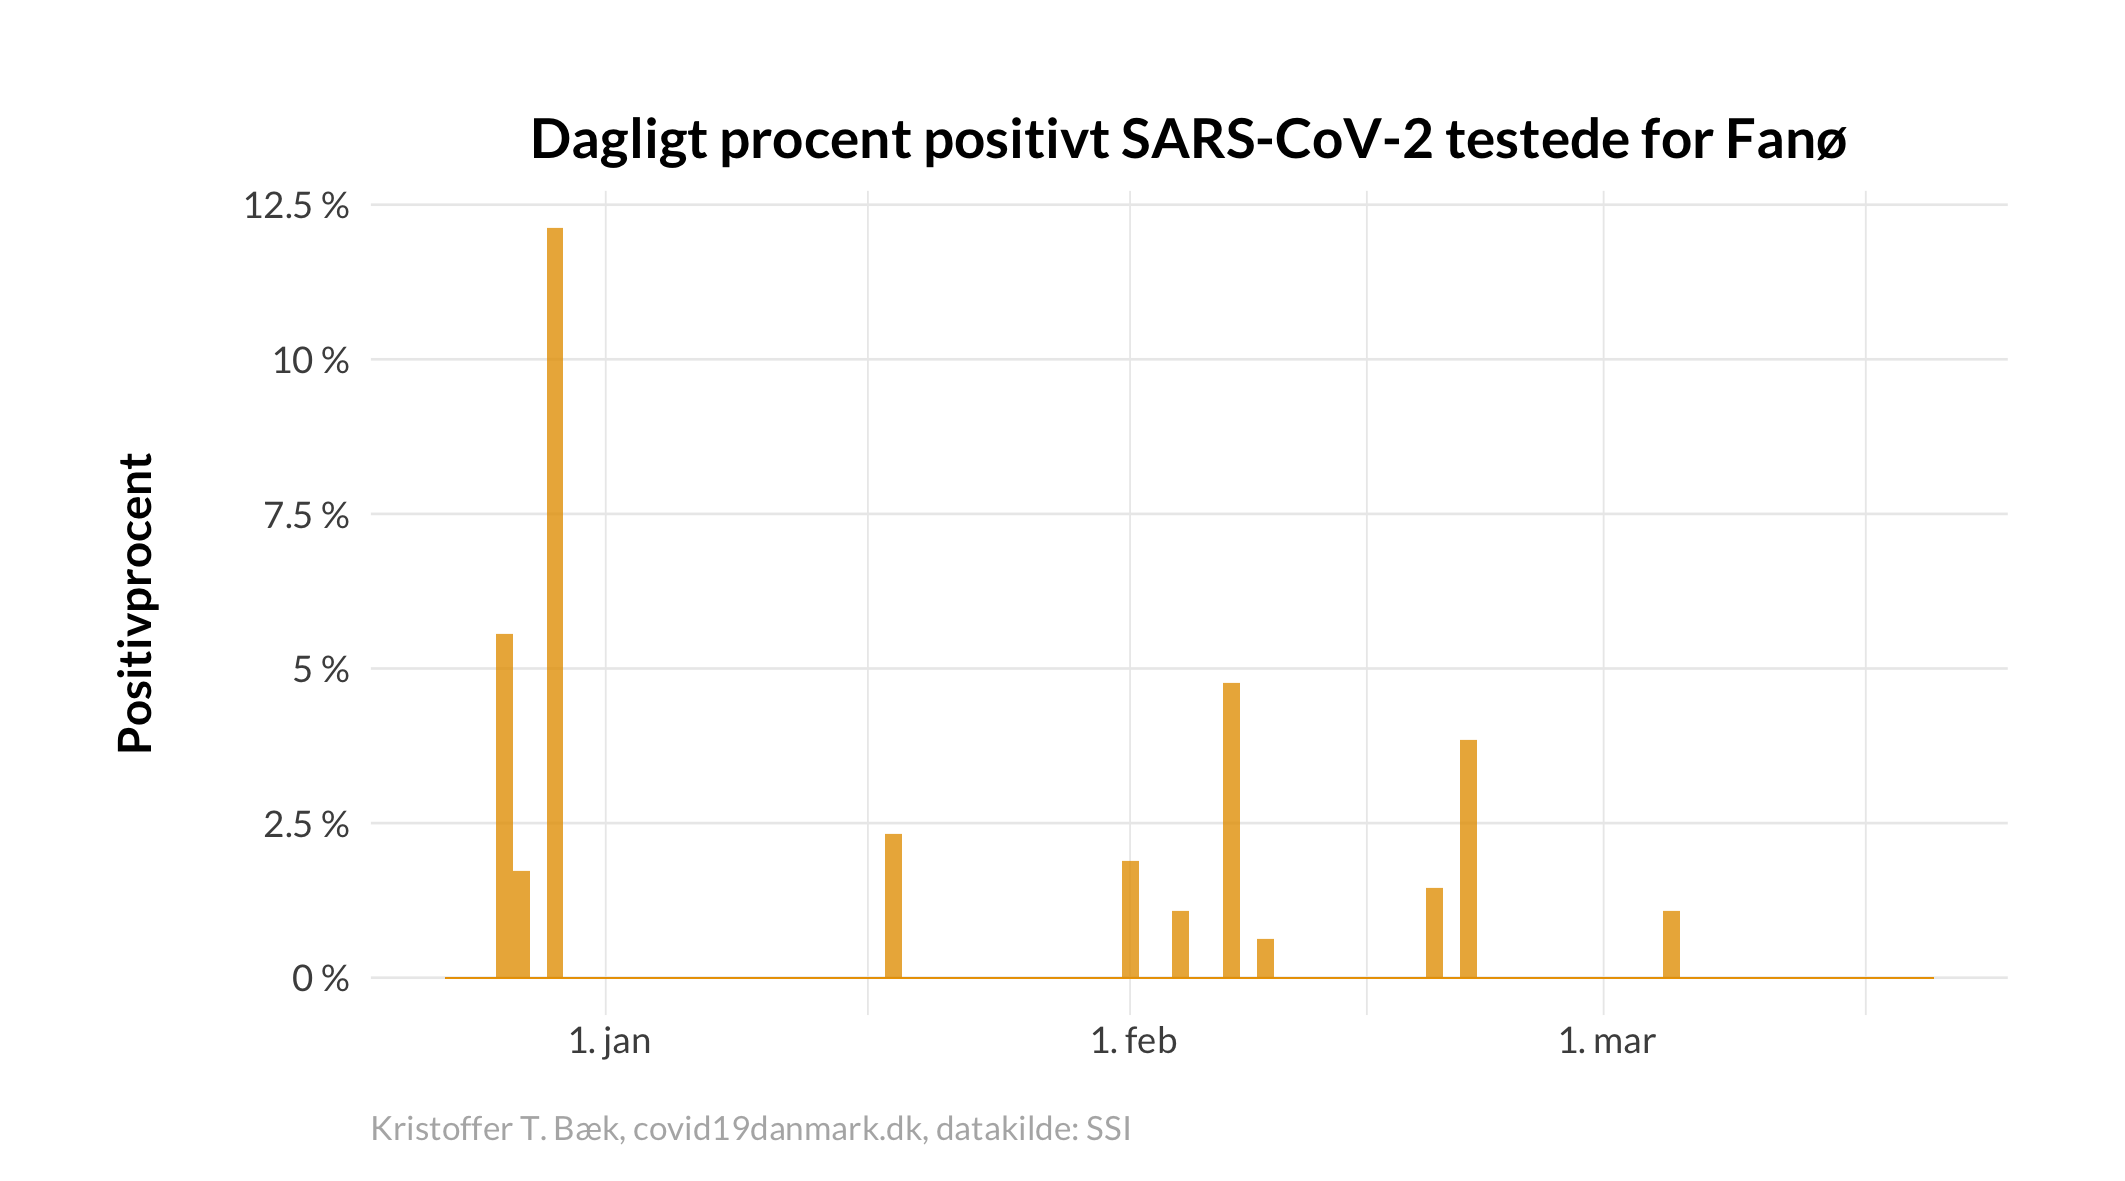 Dagligt procent positivt SARS-CoV-2 testede for Fanø
Positivprocent
12.5 %
10 %
7.5 %
5 %
2.5 %
0 %
1. jan
1. feb
1. mar
Kristoffer T. Bæk, covid19danmark.dk, datakilde: SSI